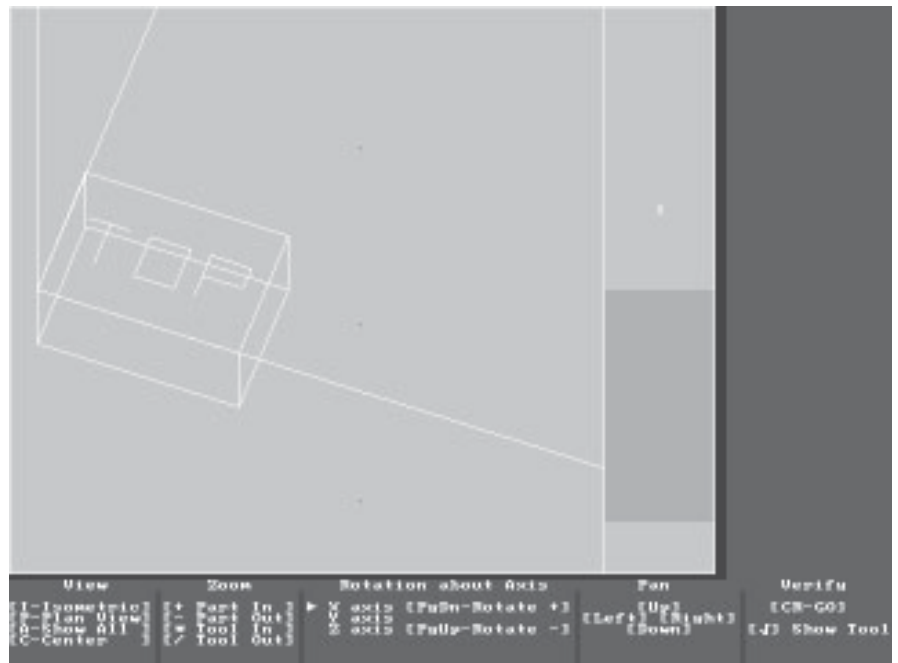 TOP
View Zoom Rotation about Axis Pan Verify
[I-Isometric] [+ Part In ] ► X axis [PgDn-Rotate +] [Up] [CR-GO]
[P-Plan View] [- Part Out] Y axis [Left] [Right]
[A-Show All ] [* Tool In ] Z axis [PgUp-Rotate -] [Down] [√] Show Tool
[C-Center ] [/ Tool Out]